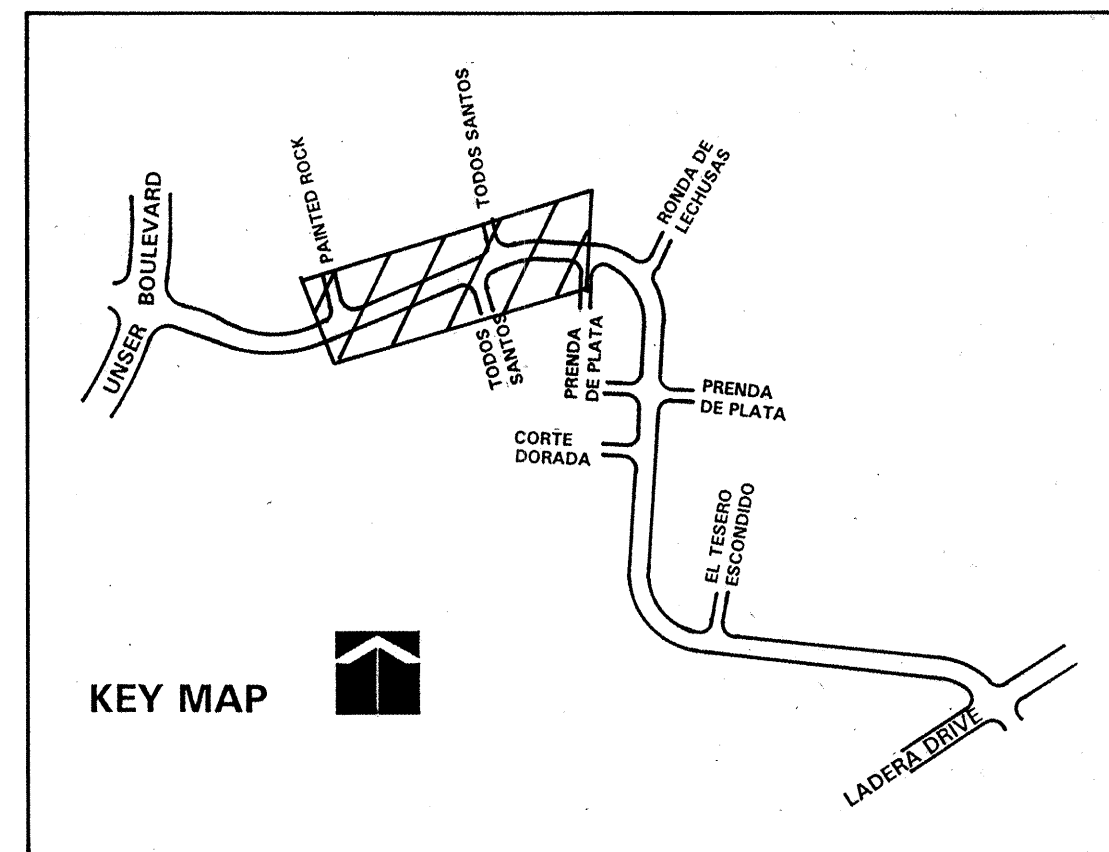 UNSER
BOULEVARD
PAINTED ROCK
TODOS SANTOS
RONDA DE
LECHUSAS
TODOS
SANTOS
PRENDA
DE PLATA
PRENDA
DE PLATA
CORTE
DORADA
EL TESERO
ESCONDIDO
KEY MAP
LADERA DRIVE